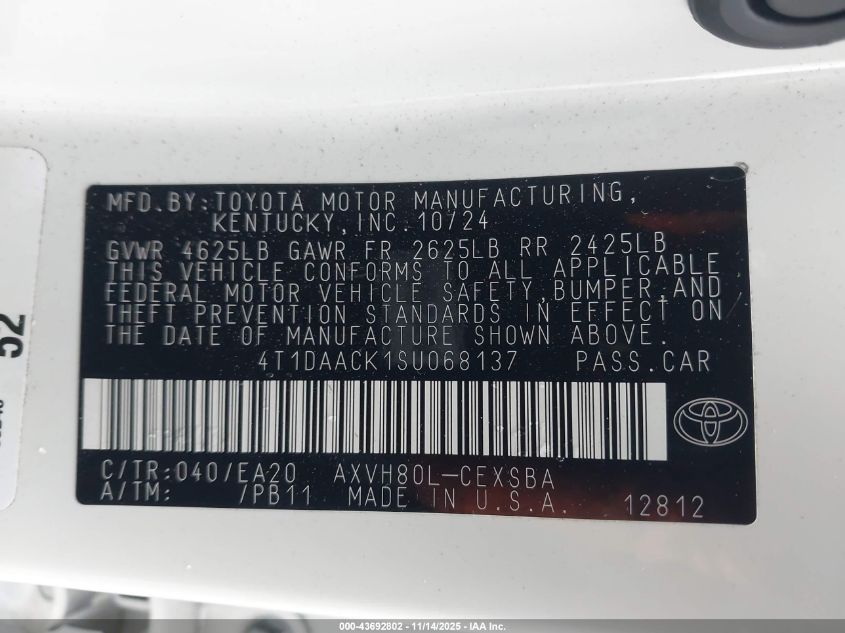 MFD.BY:TOYOTA MOTOR MANUFACTURING,
KENTUCKY,INC.10/24
GVWR 4625LB GAWR FR 2625LB RR 2425LB
THIS VEHICLE CONFORMS TO ALL APPLICABLE
FEDERAL MOTOR VEHICLE SAFETY,BUMPER,AND
THEFT PREVENTION STANDARDS IN EFFECT ON
THE DATE OF MANUFACTURE SHOWN ABOVE.
4T1DAACK1SU068137 PASS.CAR
C/TR:040/EA20 AXVH80L-CEXSBA
A/TM: /PB11 MADE IN U.S.A. 12812
52
000-43692802 - 11/14/2025 - IAA Inc.